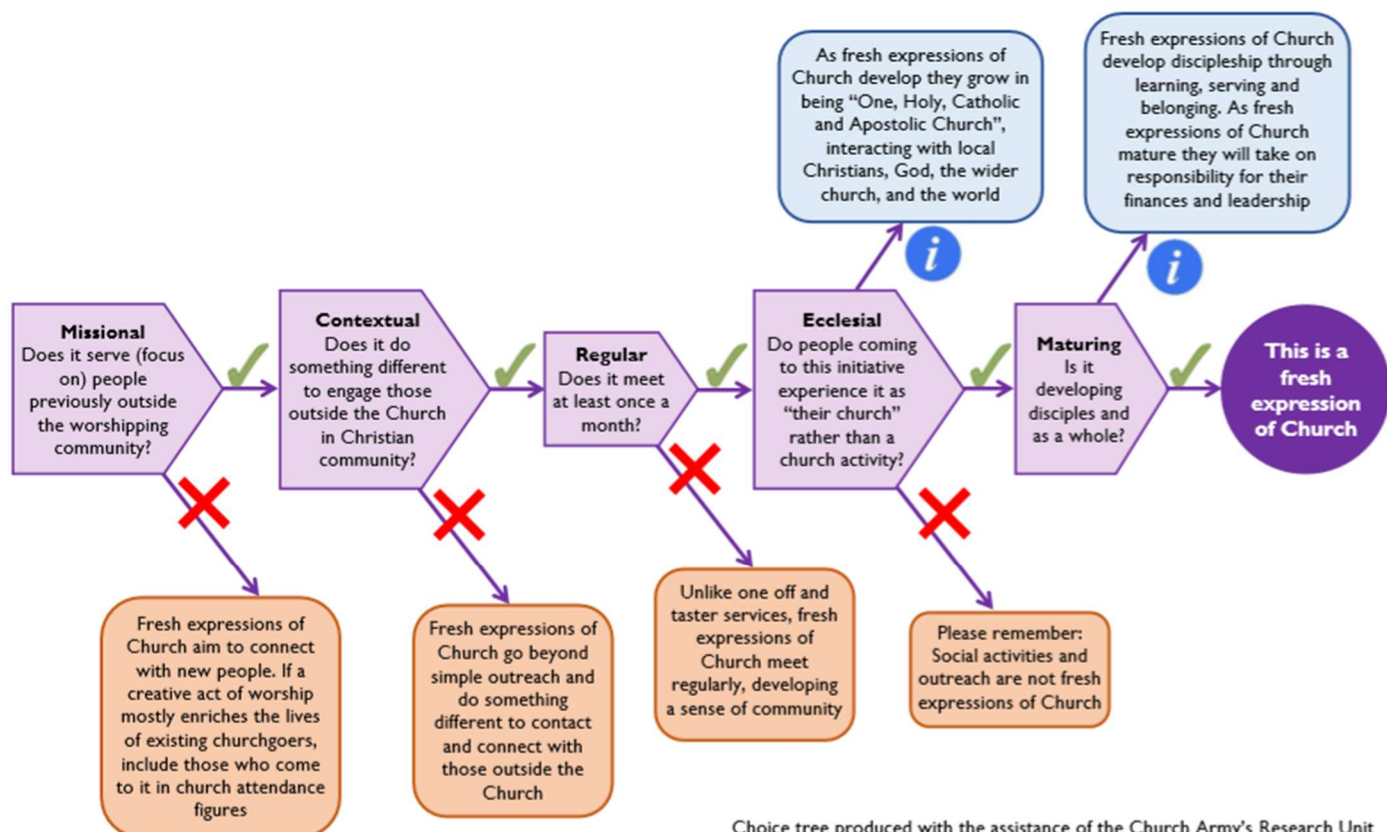 As fresh expressions of
Church develop they grow in
being “One, Holy, Catholic
and Apostolic Church”,
interacting with local
Christians, God, the wider
church, and the world
Fresh expressions of Church
develop discipleship through
learning, serving and
belonging. As fresh
expressions of Church
mature they will take on
responsibility for their
finances and leadership
i
i
Missional
Does it serve (focus
on) people
previously outside
the worshipping
community?
Contextual
Does it do
something different
to engage those
outside the Church
in Christian
community?
Regular
Does it meet
at least once a
month?
Ecclesial
Do people coming
to this initiative
experience it as
“their church”
rather than a
church activity?
Maturing
Is it
developing
disciples and
as a whole?
This is a
fresh
expression
of Church
Fresh expressions of
Church aim to connect
with new people. If a
creative act of worship
mostly enriches the lives
of existing churchgoers,
include those who come
to it in church attendance
figures
Fresh expressions of
Church go beyond
simple outreach and
do something
different to contact
and connect with
those outside the
Church
Unlike one off and
taster services, fresh
expressions of
Church meet
regularly, developing
a sense of community
Please remember:
Social activities and
outreach are not fresh
expressions of Church
Choice tree produced with the assistance of the Church Army's Research Unit